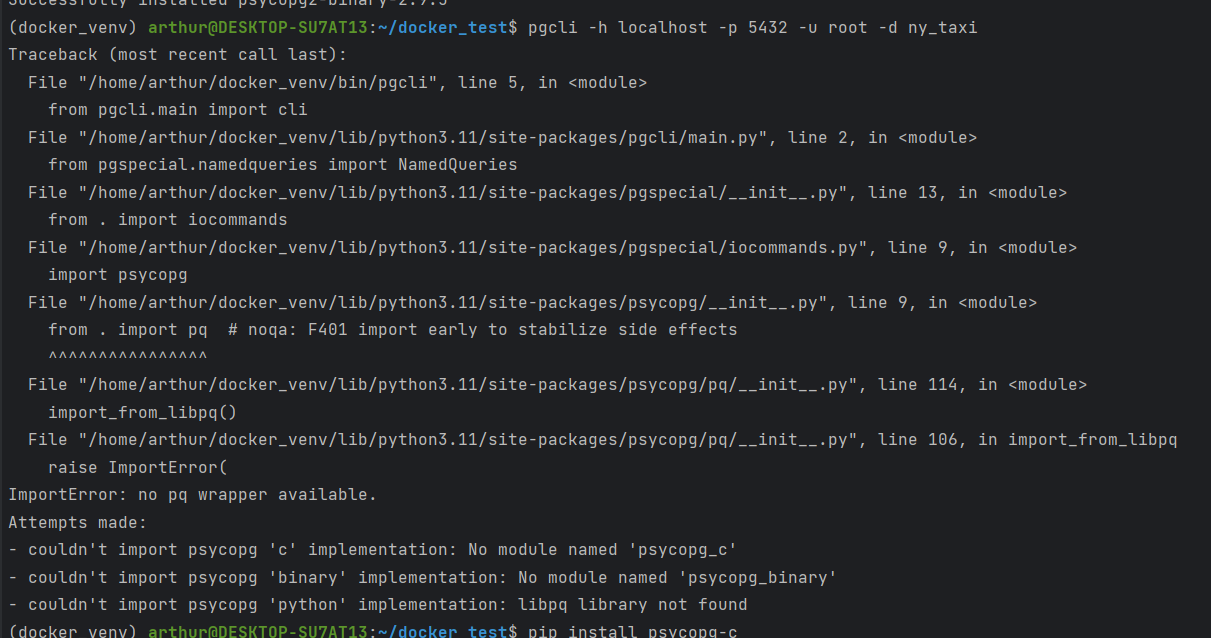 Successfully installed psycopg2-binary-2.9.5
(docker_venv) arthur@DESKTOP-SU7AT13:~/docker_test$ pgcli -h localhost -p 5432 -u root -d ny_taxi
Traceback (most recent call last):
  File "/home/arthur/docker_venv/bin/pgcli", line 5, in <module>
    from pgcli.main import cli
  File "/home/arthur/docker_venv/lib/python3.11/site-packages/pgcli/main.py", line 2, in <module>
    from pgspecial.namedqueries import NamedQueries
  File "/home/arthur/docker_venv/lib/python3.11/site-packages/pgspecial/__init__.py", line 13, in <module>
    from . import iocommands
  File "/home/arthur/docker_venv/lib/python3.11/site-packages/pgspecial/iocommands.py", line 9, in <module>
    import psycopg
  File "/home/arthur/docker_venv/lib/python3.11/site-packages/psycopg/__init__.py", line 9, in <module>
    from . import pq  # noqa: F401 import early to stabilize side effects
    ^^^^^^^^^^^^^^^^
  File "/home/arthur/docker_venv/lib/python3.11/site-packages/psycopg/pq/__init__.py", line 114, in <module>
    import_from_libpq()
  File "/home/arthur/docker_venv/lib/python3.11/site-packages/psycopg/pq/__init__.py", line 106, in import_from_libpq
    raise ImportError(
ImportError: no pq wrapper available.
Attempts made:
- couldn't import psycopg 'c' implementation: No module named 'psycopg_c'
- couldn't import psycopg 'binary' implementation: No module named 'psycopg_binary'
- couldn't import psycopg 'python' implementation: libpq library not found
(docker_venv) arthur@DESKTOP-SU7AT13:~/docker_test$ pip install psycopg-c